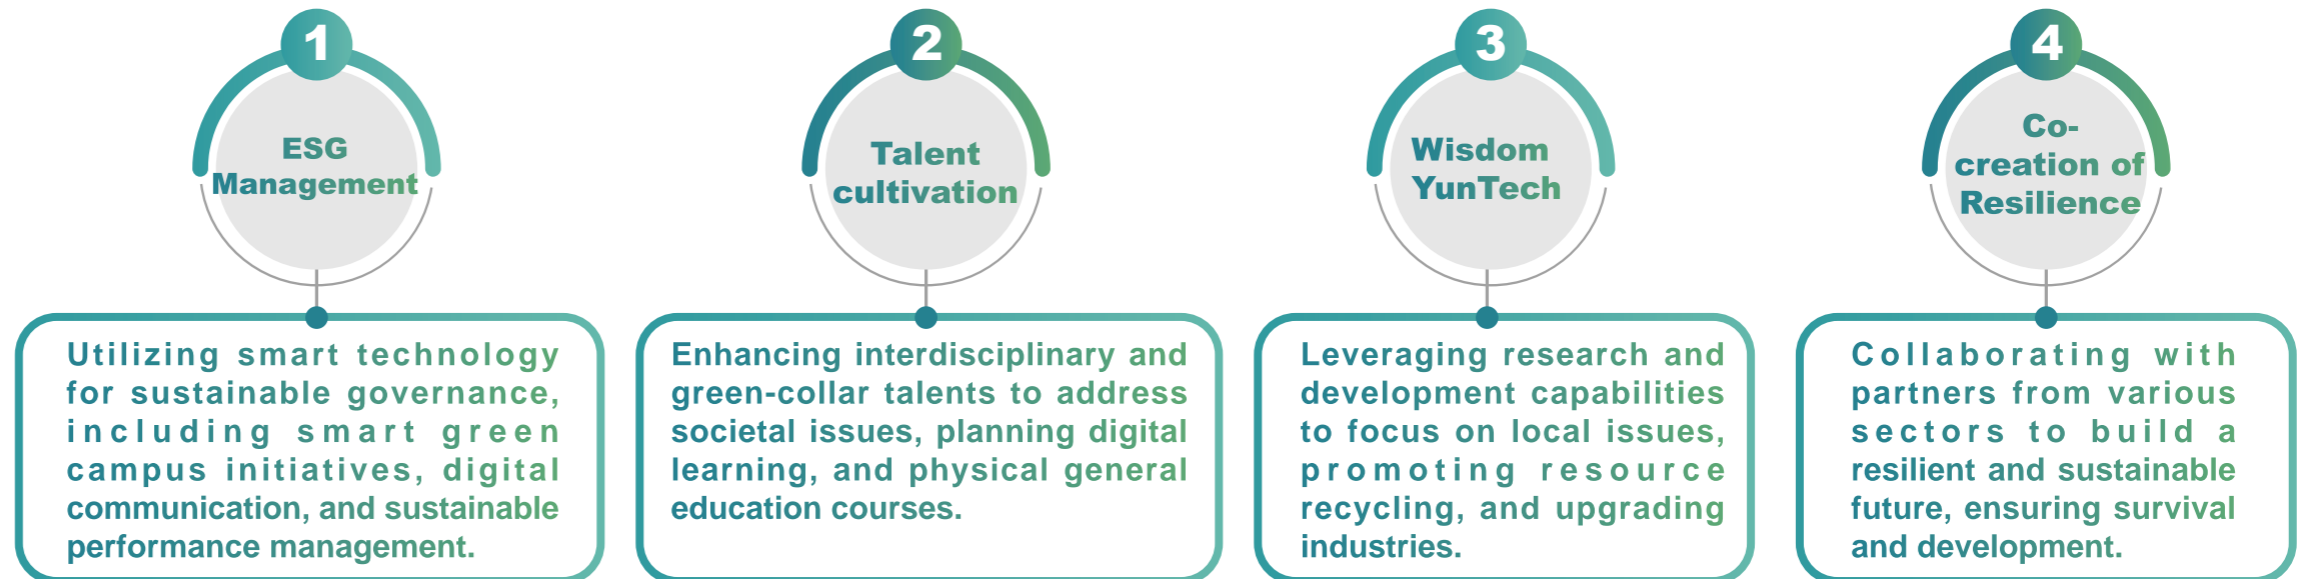 1
ESG
Management
Utilizing smart technology
for sustainable governance,
including smart green
campus initiatives, digital
communication, and sustainable
performance management.
2
Talent
cultivation
Enhancing interdisciplinary and
green-collar talents to address
societal issues, planning digital
learning, and physical general
education courses.
3
Wisdom
YunTech
Leveraging research and
development capabilities
to focus on local issues,
promoting resource
recycling, and upgrading
industries.
4
Co-
creation of
Resilience
Collaborating with
partners from various
sectors to build a
resilient and sustainable
future, ensuring survival
and development.